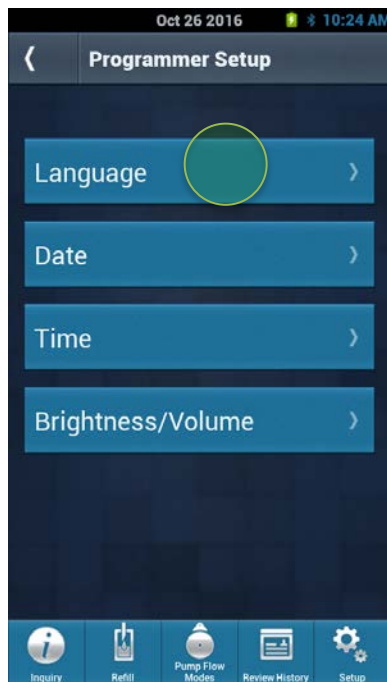 Oct 26 2016 10:24 AM
Programmer Setup
Language
Date
Time
Brightness/Volume
Inquiry
Refill
Pump Flow
Modes
Review History
Setup